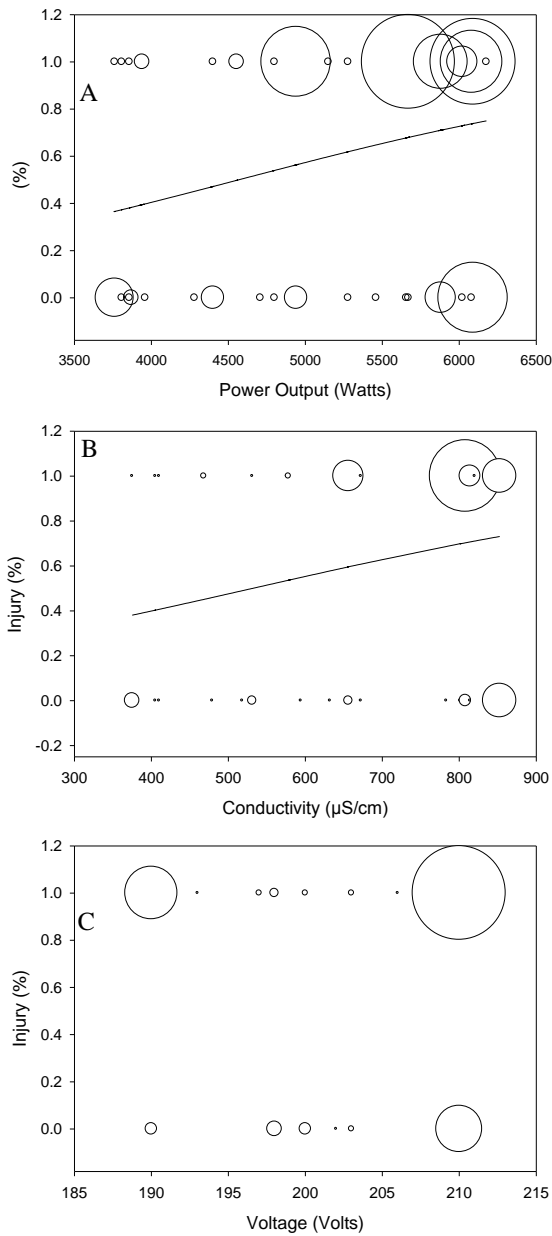 1.2
1.0
A
0.8
(%)
0.6
0.4
0.2
0.0
3500 4000 4500 5000 5500 6000 6500
Power Output (Watts)
1.2
B
1.0
0.8
Injury (%)
0.6
0.4
0.2
0.0
-0.2
300 400 500 600 700 800 900
Conductivity (µS/cm)
1.2
1.0
C
0.8
Injury (%)
0.6
0.4
0.2
0.0
185 190 195 200 205 210 215
Voltage (Volts)